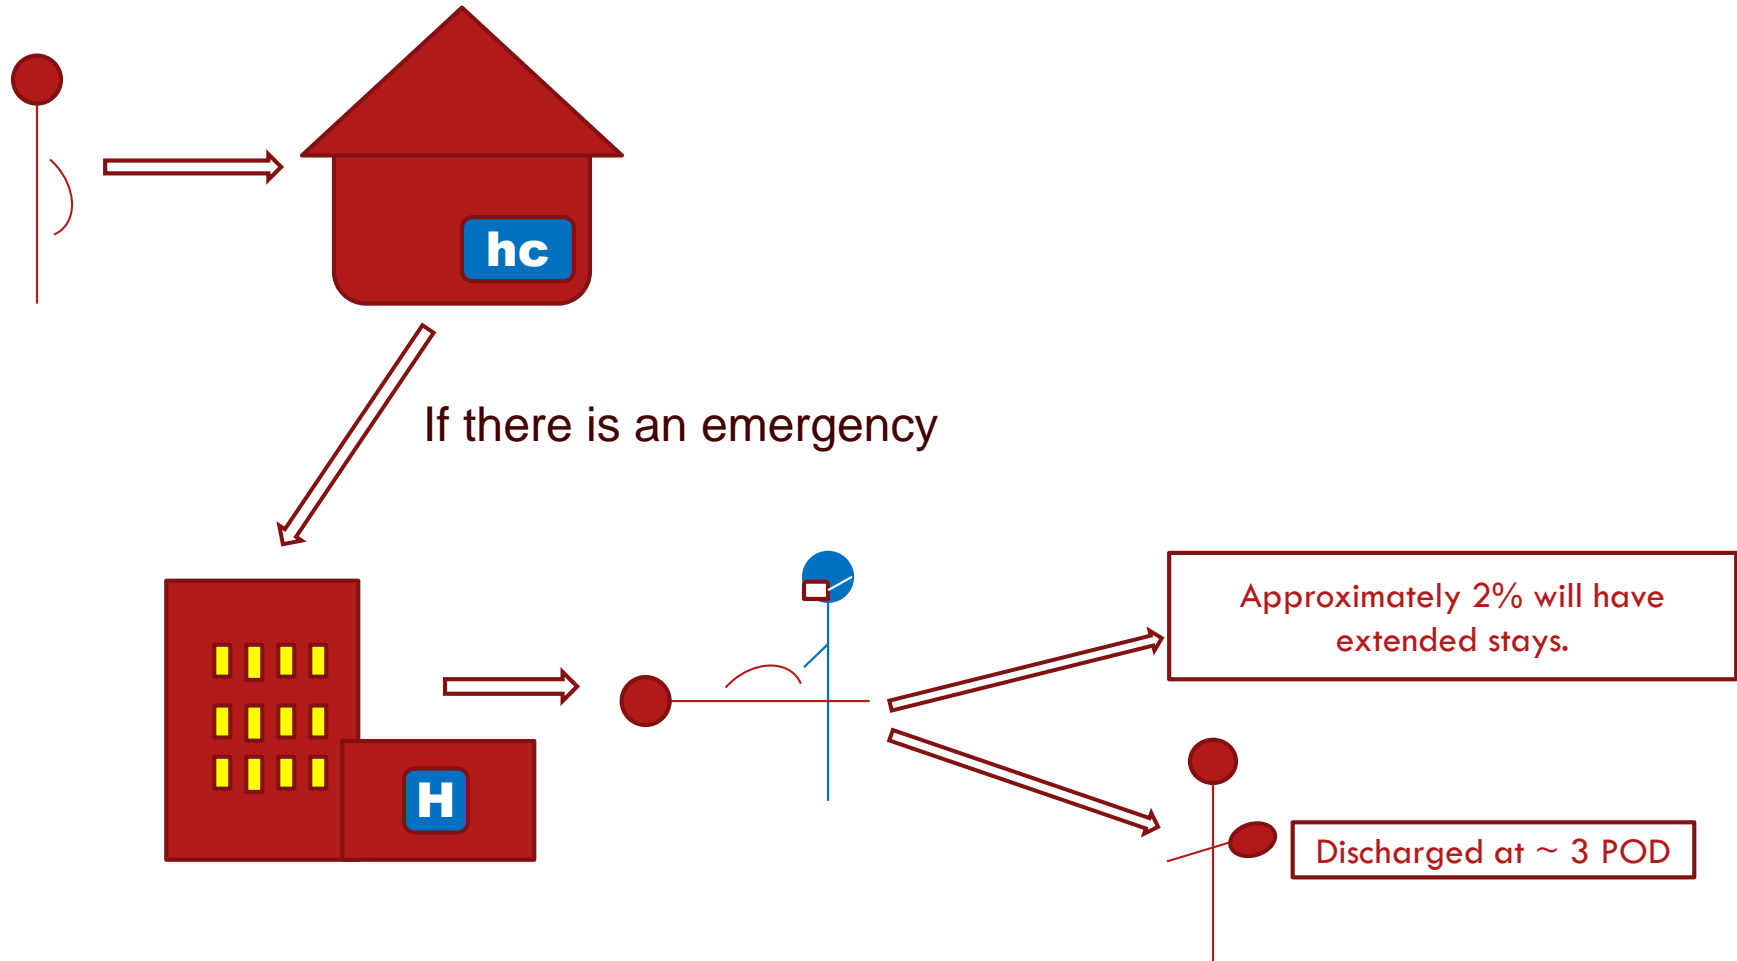 hc
If there is an emergency
Approximately 2% will have
extended stays.
H
Discharged at ~ 3 POD